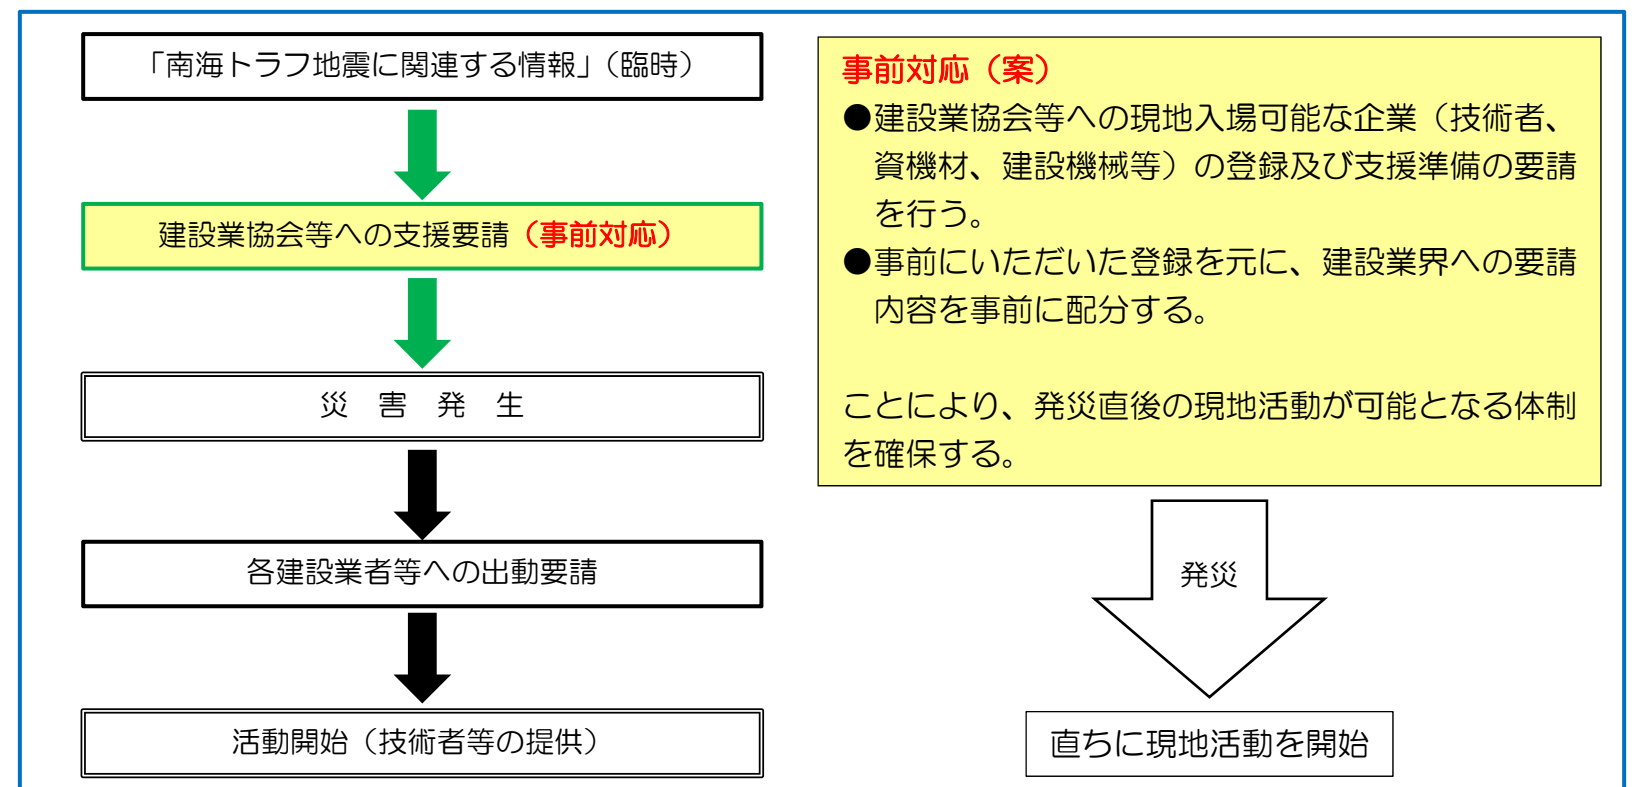 「南海トラフ地震に関連する情報」（臨時）
建設業協会等への支援要請（事前対応）
災　害　発　生
各建設業者等への出動要請
活動開始（技術者等の提供）
事前対応（案）
●建設業協会等への現地入場可能な企業（技術者、
資機材、建設機械等）の登録及び支援準備の要請
を行う。
●事前にいただいた登録を元に、建設業界への要請
内容を事前に配分する。
ことにより、発災直後の現地活動が可能となる体制
を確保する。
発災
直ちに現地活動を開始